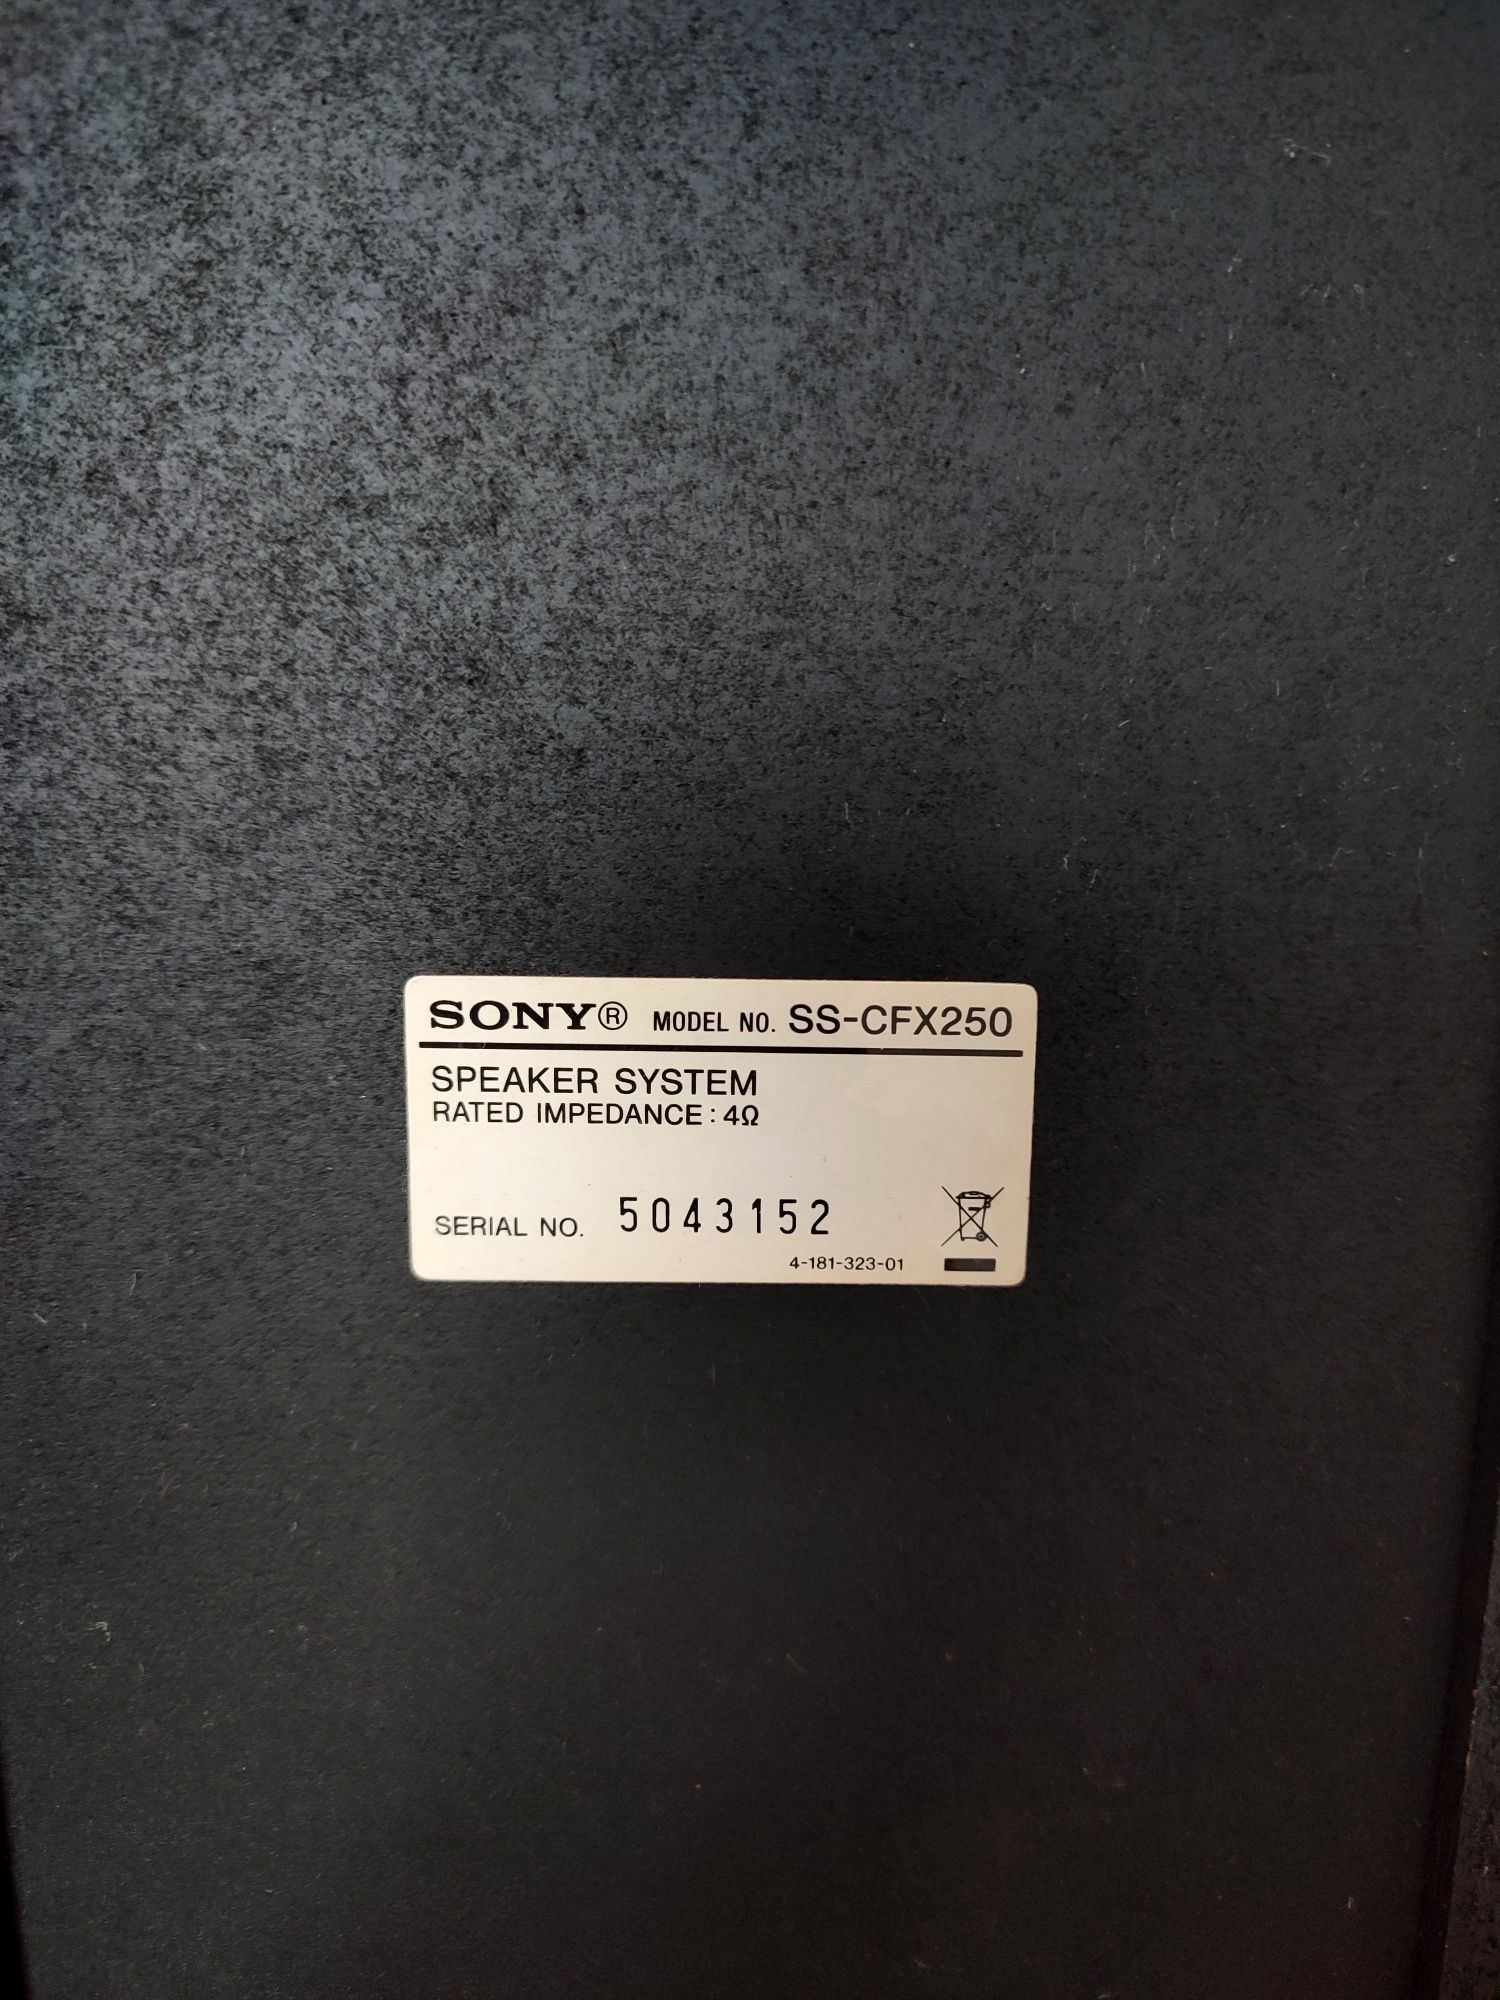 SONY® MODEL NO. SS-CFX250
SPEAKER SYSTEM
RATED IMPEDANCE: 4Ω
SERIAL NO. 5043152
4-181-323-01